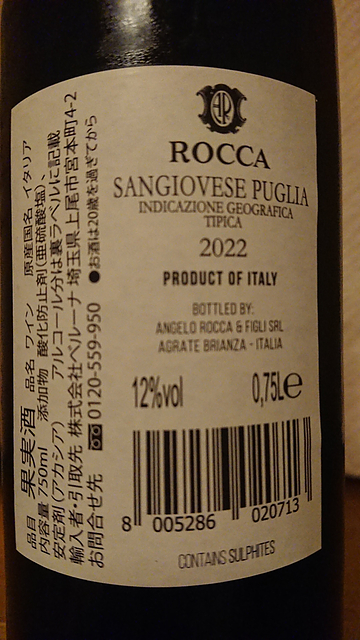 AR
ROCCA
SANGIOVESE PUGLIA
INDICAZIONE GEOGRAFICA
TIPICA
2022
PRODUCT OF ITALY
BOTTLED BY:
ANGELO ROCCA & FIGLI SRL
AGRATE BRIANZA - ITALIA
12%vol
0,75Le
8 005286 020713
CONTAINS SULPHITES
品目 果実酒 品名 ワイン 原産国名 イタリア
内容量 750ml 添加物 酸化防止剤(亜硫酸塩)、
安定剤(アカシア) アルコール分は裏ラベルに記載
輸入者・引取先 株式会社ベルーナ 埼玉県上尾市宮本町4-2
お問合せ先 0120-559-950 ●お酒は20歳を過ぎてから